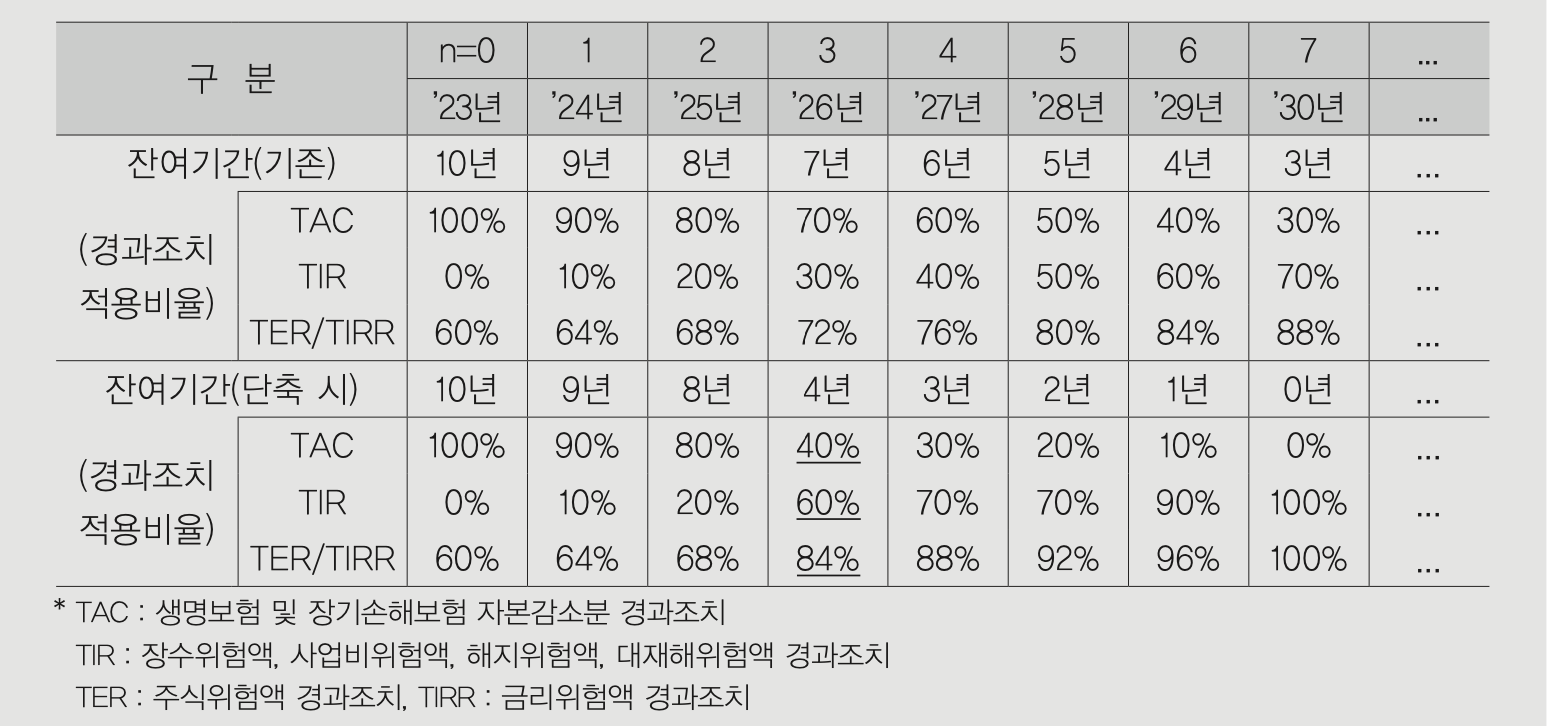 구 분 n=0 1 2 3 4 5 6 7 ...
'23년 '24년 '25년 '26년 '27년 '28년 '29년 '30년 ...
잔여기간(기존) 10년 9년 8년 7년 6년 5년 4년 3년 ...
(경과조치 적용비율) TAC 100% 90% 80% 70% 60% 50% 40% 30% ...
TIR 0% 10% 20% 30% 40% 50% 60% 70% ...
TER/TIRR 60% 64% 68% 72% 76% 80% 84% 88% ...
잔여기간(단축 시) 10년 9년 8년 4년 3년 2년 1년 0년 ...
(경과조치 적용비율) TAC 100% 90% 80% 40% 30% 20% 10% 0% ...
TIR 0% 10% 20% 60% 70% 70% 90% 100% ...
TER/TIRR 60% 64% 68% 84% 88% 92% 96% 100% ...
* TAC : 생명보험 및 장기손해보험 자본감소분 경과조치
TIR : 장수위험액, 사업비위험액, 해지위험액, 대재해위험액 경과조치
TER : 주식위험액 경과조치, TIRR : 금리위험액 경과조치